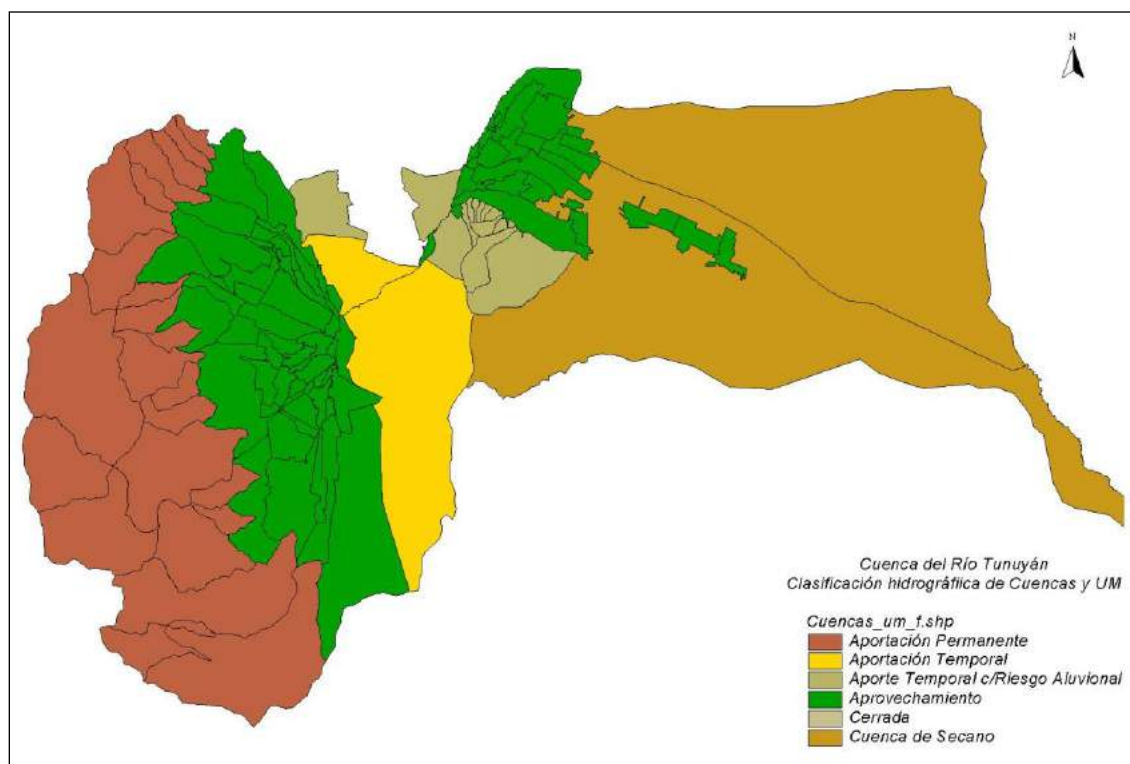 N
Cuenca del Río Tunuyán
Clasificación hidrográfiica de Cuencas y UM
Cuencas_um_f.shp
Aportación Permanente
Aportación Temporal
Aporte Temporal c/Riesgo Aluvional
Aprovechamiento
Cerrada
Cuenca de Secano